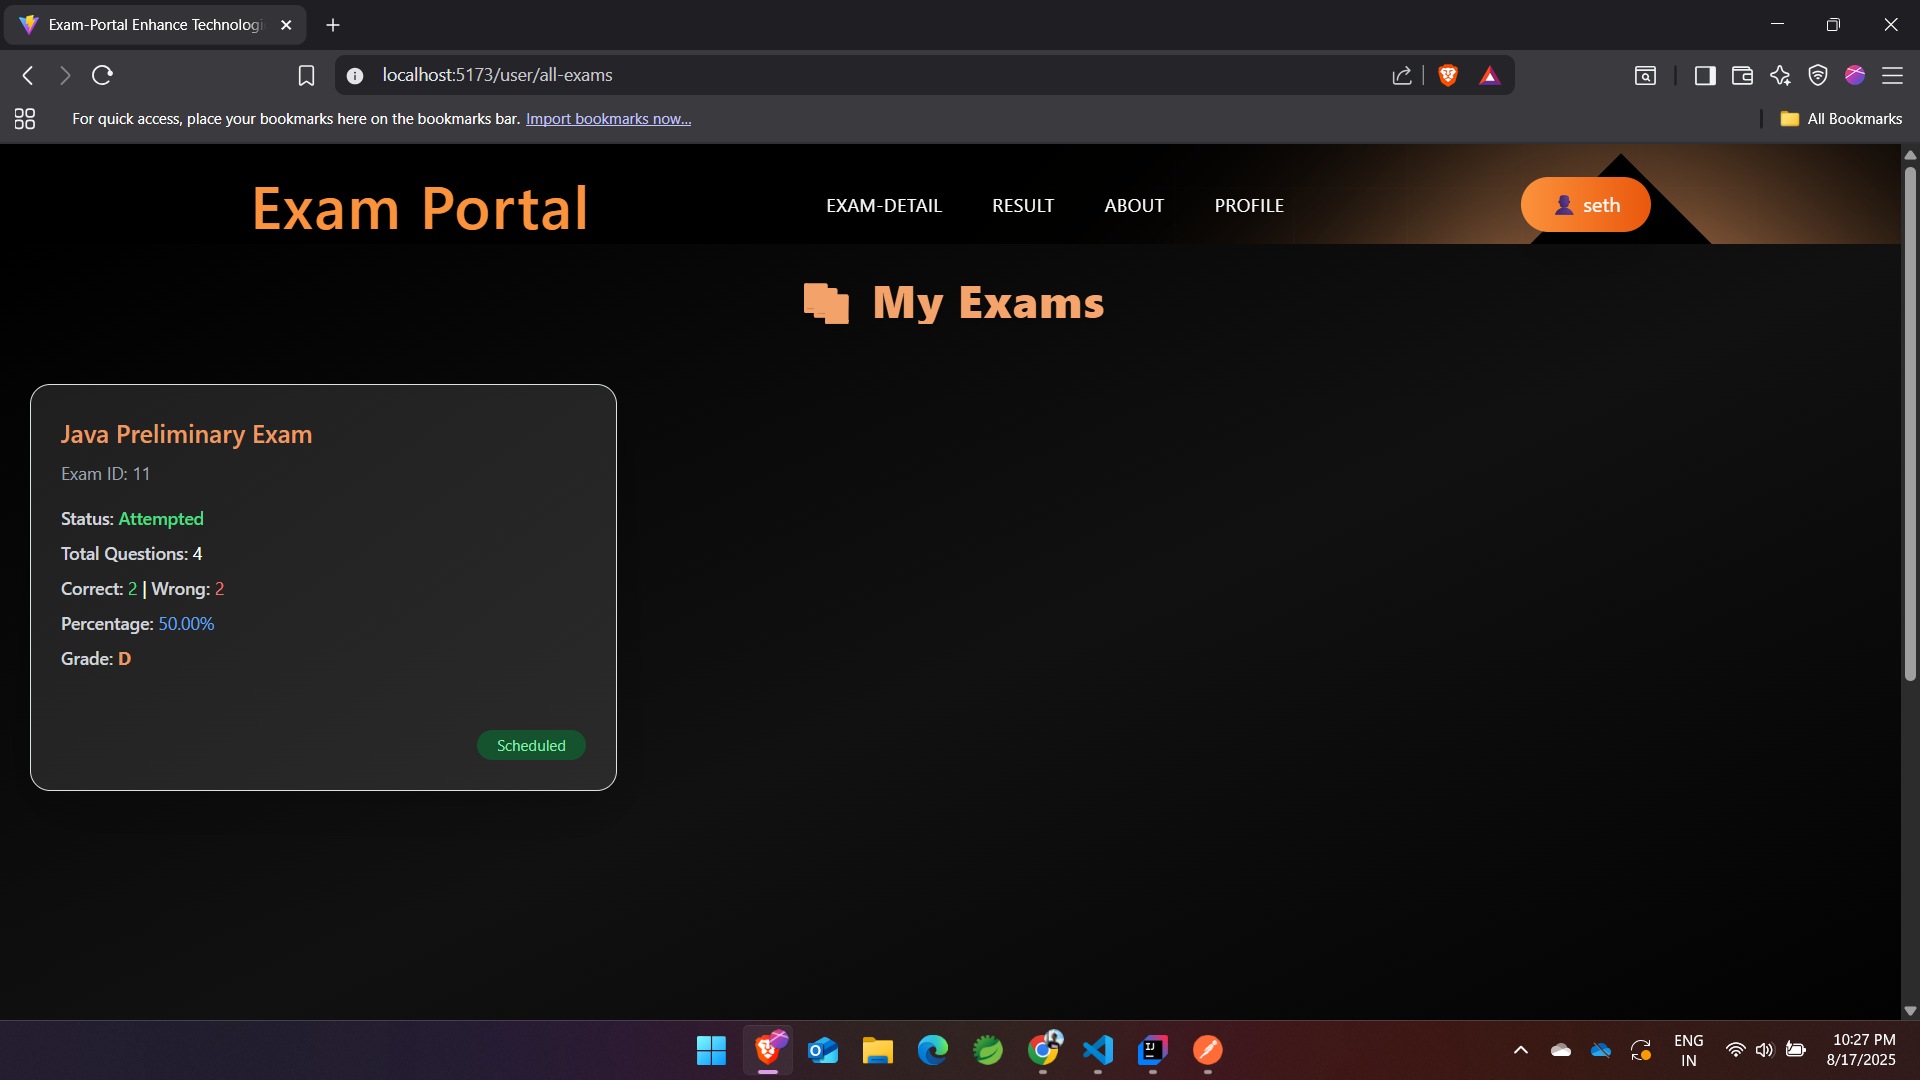 Exam-Portal Enhance Technologi
localhost:5173/user/all-exams
For quick access, place your bookmarks here on the bookmarks bar. Import bookmarks now...
All Bookmarks
Exam Portal
EXAM-DETAIL
RESULT
ABOUT
PROFILE
seth
My Exams
Java Preliminary Exam
Exam ID: 11
Status: Attempted
Total Questions: 4
Correct: 2 | Wrong: 2
Percentage: 50.00%
Grade: D
Scheduled
ENG
IN
10:27 PM
8/17/2025